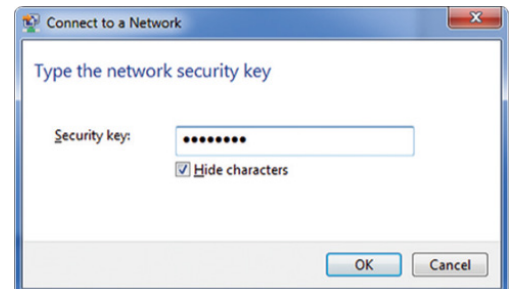 Connect to a Network
Type the network security key
Security key: ••••••••
Hide characters
OK Cancel